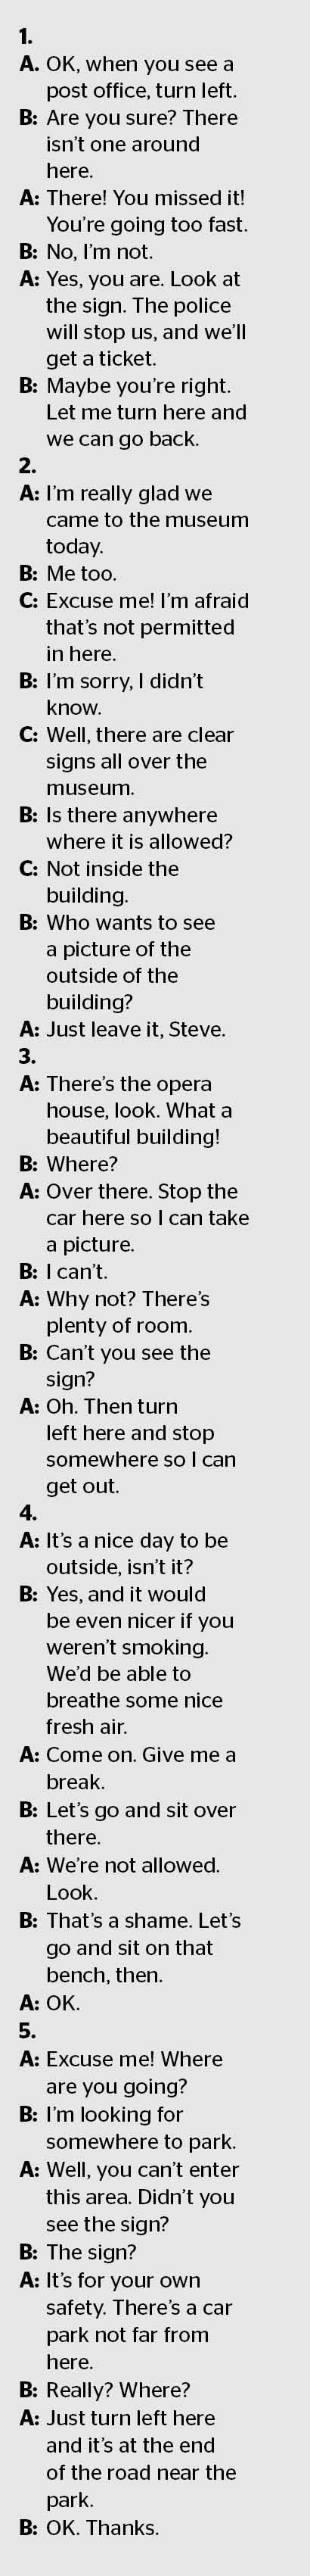 1.
A. OK, when you see a
post office, turn left.
B: Are you sure? There
isn't one around
here.
A: There! You missed it!
You're going too fast.
B: No, I'm not.
A: Yes, you are. Look at
the sign. The police
will stop us, and we'll
get a ticket.
B: Maybe you're right.
Let me turn here and
we can go back.
2.
A: I'm really glad we
came to the museum
today.
B: Me too.
C: Excuse me! I'm afraid
that's not permitted
in here.
B: I'm sorry, I didn't
know.
C: Well, there are clear
signs all over the
museum.
B: Is there anywhere
where it is allowed?
C: Not inside the
building.
B: Who wants to see
a picture of the
outside of the
building?
A: Just leave it, Steve.
3.
A: There's the opera
house, look. What a
beautiful building!
B: Where?
A: Over there. Stop the
car here so I can take
a picture.
B: I can't.
A: Why not? There's
plenty of room.
B: Can't you see the
sign?
A: Oh. Then turn
left here and stop
somewhere so I can
get out.
4.
A: It's a nice day to be
outside, isn't it?
B: Yes, and it would
be even nicer if you
weren't smoking.
We'd be able to
breathe some nice
fresh air.
A: Come on. Give me a
break.
B: Let's go and sit over
there.
A: We're not allowed.
Look.
B: That's a shame. Let's
go and sit on that
bench, then.
A: OK.
5.
A: Excuse me! Where
are you going?
B: I'm looking for
somewhere to park.
A: Well, you can't enter
this area. Didn't you
see the sign?
B: The sign?
A: It's for your own
safety. There's a car
park not far from
here.
B: Really? Where?
A: Just turn left here
and it's at the end
of the road near the
park.
B: OK. Thanks.